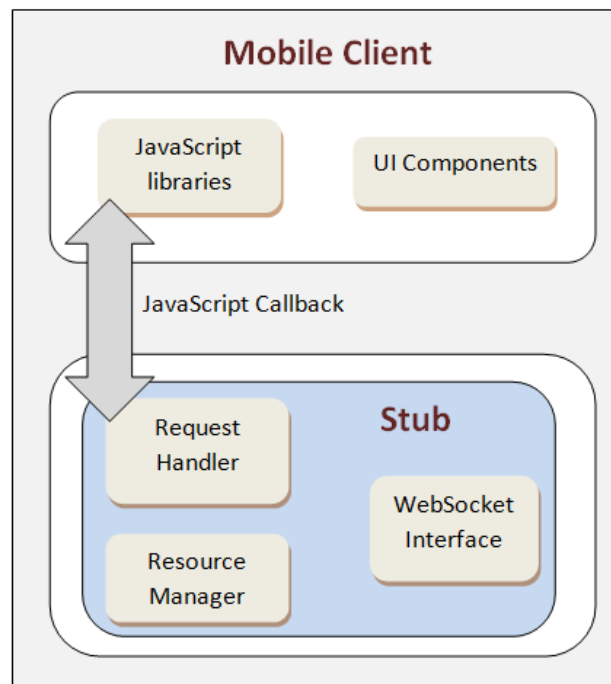 Mobile Client
JavaScript
libraries
UI Components
JavaScript Callback
Stub
Request
Handler
WebSocket
Interface
Resource
Manager